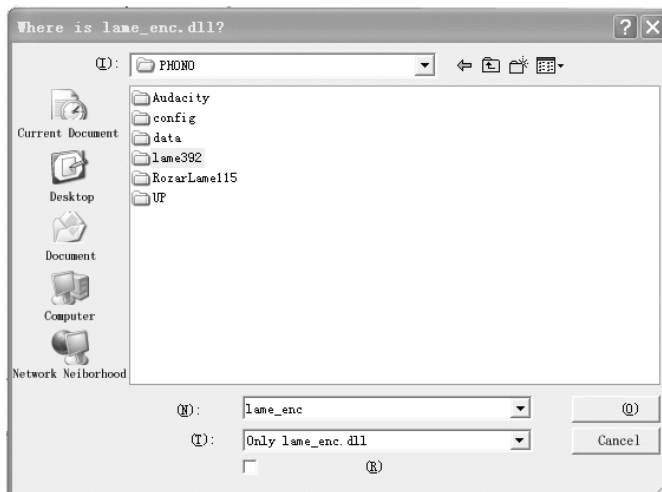 Where is lame_enc.dll?
(I):
PHONO
Audacity
config
data
lame392
RozarLame115
UP
Current Document
Desktop
Document
Computer
Network Neiborhood
(N):
lame_enc
(O)
(T):
Only lame_enc.dll
Cancel
(R)